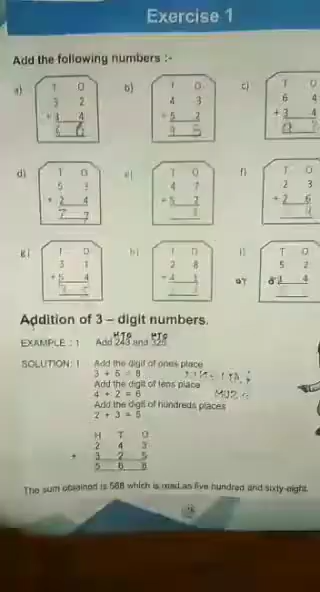 Exercise 1
Add the following numbers :-
a) b) c)
T O T O T O
3 2 4 3 6 4
+ 3 4 + 5 2 + 3 4
6 6 9 5
d) e) f)
T O T O T O
5 3 4 7 2 3
+ 2 4 + 5 2 + 2 6
7 7
g) h) i)
T O T O T O
3 1 2 8 5 2
+ 5 4 + 4 1 4
Addition of 3 – digit numbers.
HTO HTO
EXAMPLE : 1 Add 243 and 325
SOLUTION: 1 Add the digit of ones place
3 + 5 = 8
Add the digit of tens place
4 + 2 = 6
Add the digit of hundreds places
2 + 3 = 5
H T O
2 4 3
+ 3 2 5
5 6 8
The sum obtained is 568 which is read as five hundred and sixty-eight.